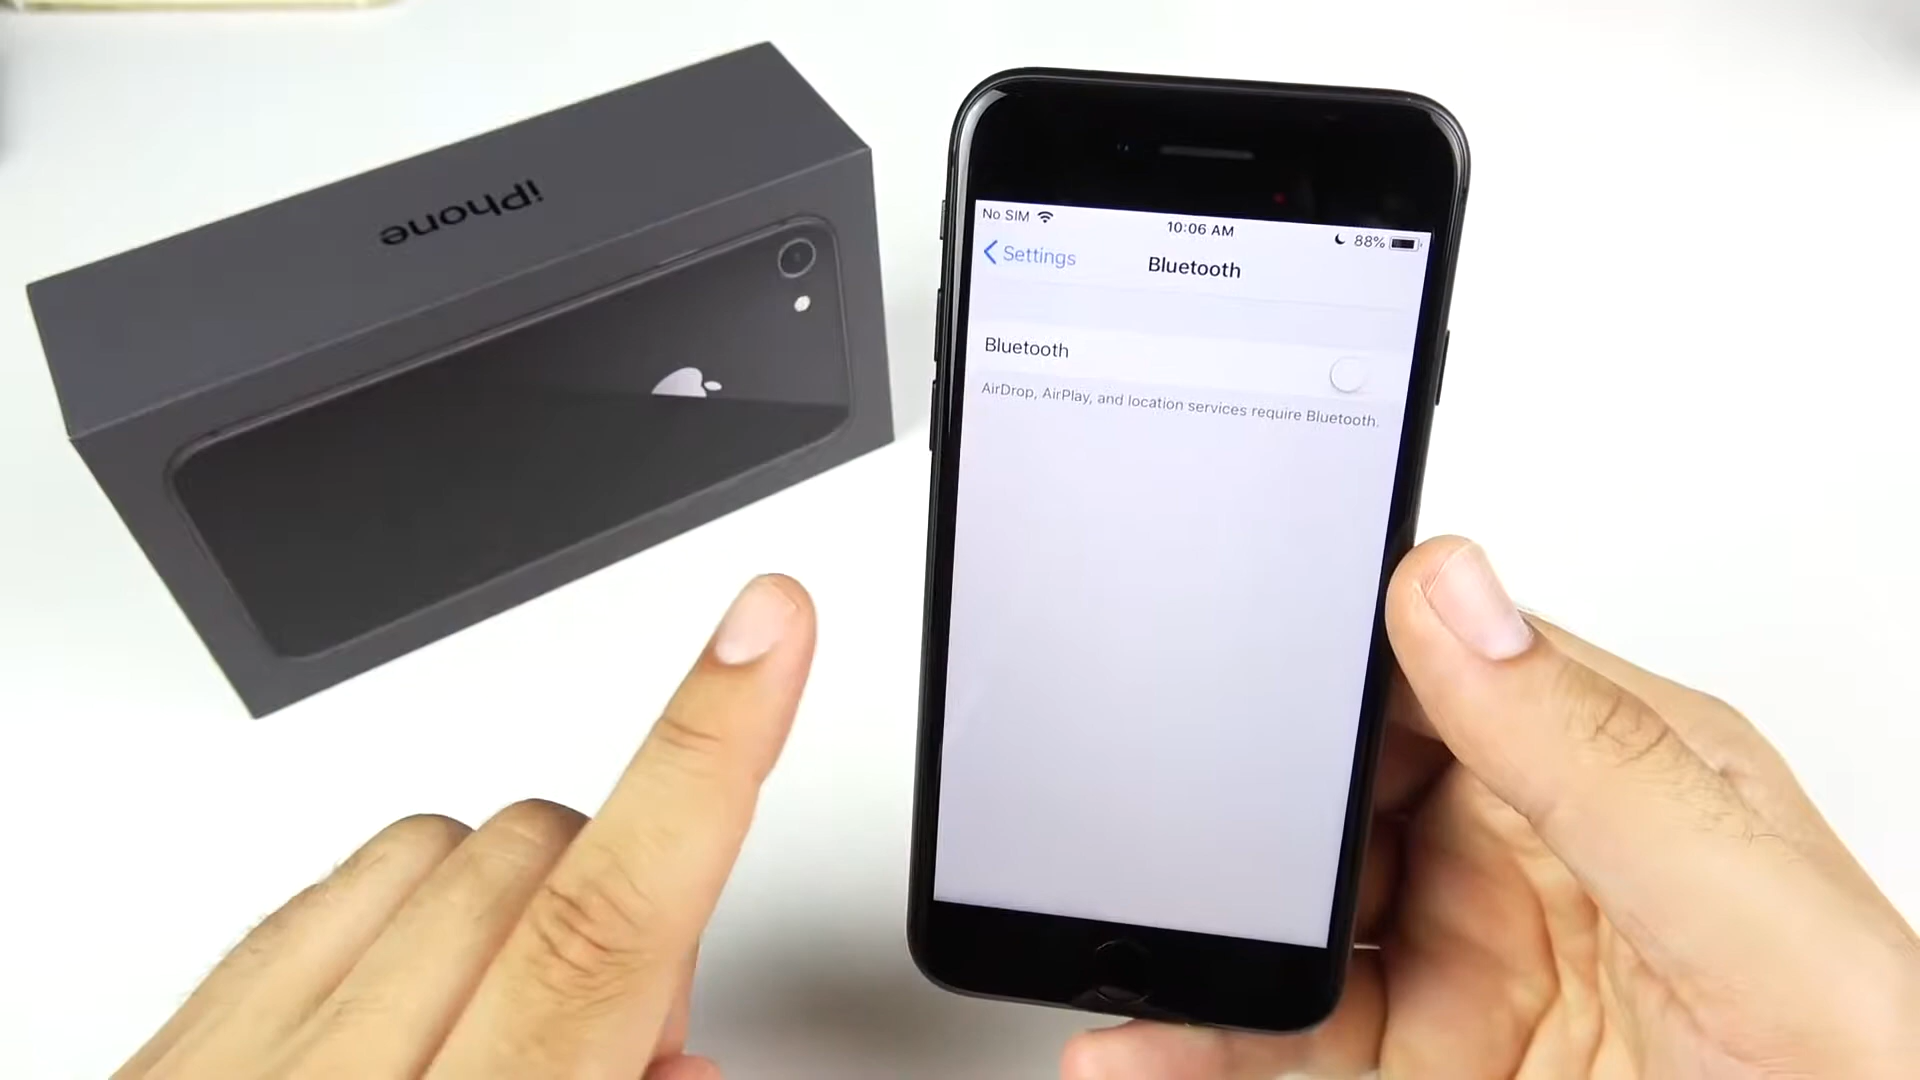 iPhone
No SIM
10:06 AM
88%
Settings
Bluetooth
Bluetooth
AirDrop, AirPlay, and location services require Bluetooth.